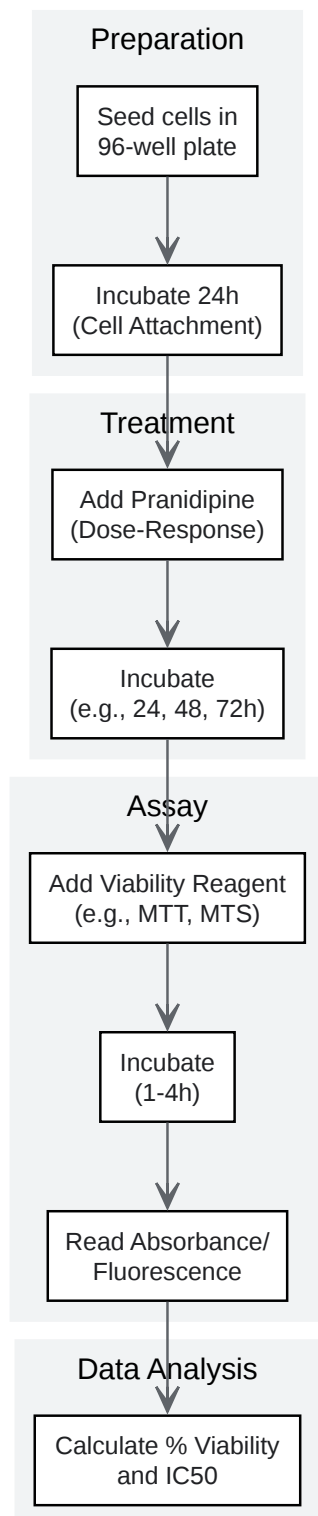 Preparation
Seed cells in
96-well plate
Incubate 24h
(Cell Attachment)
Treatment
Add Pranidipine
(Dose-Response)
Incubate
(e.g., 24, 48, 72h)
Assay
Add Viability Reagent
(e.g., MTT, MTS)
Incubate
(1-4h)
Read Absorbance/
Fluorescence
Data Analysis
Calculate % Viability
and IC50